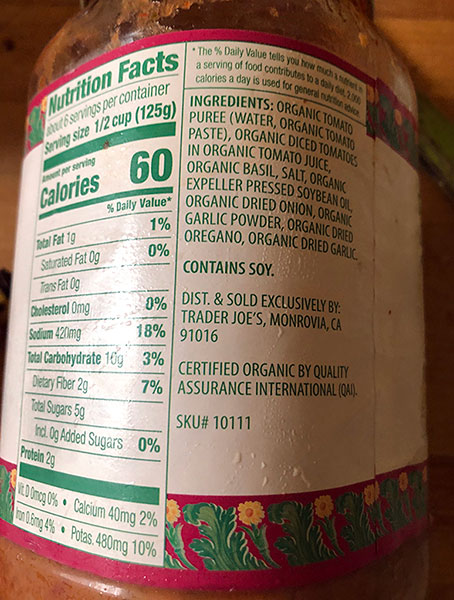 Nutrition Facts
about 6 servings per container
Serving size 1/2 cup (125g)
Amount per serving
Calories 60
% Daily Value*
Total Fat 1g 1%
Saturated Fat 0g 0%
Trans Fat 0g
Cholesterol 0mg 0%
Sodium 420mg 18%
Total Carbohydrate 10g 3%
Dietary Fiber 2g 7%
Total Sugars 5g
Incl. 0g Added Sugars 0%
Protein 2g
Vit. D 0mcg 0% • Calcium 40mg 2%
Iron 0.6mg 4% • Potas. 480mg 10%
* The % Daily Value tells you how much a nutrient in
a serving of food contributes to a daily diet. 2,000
calories a day is used for general nutrition advice.
INGREDIENTS: ORGANIC TOMATO
PUREE (WATER, ORGANIC TOMATO
PASTE), ORGANIC DICED TOMATOES
IN ORGANIC TOMATO JUICE,
ORGANIC BASIL, SALT, ORGANIC
EXPELLER PRESSED SOYBEAN OIL,
ORGANIC DRIED ONION, ORGANIC
GARLIC POWDER, ORGANIC DRIED
OREGANO, ORGANIC DRIED GARLIC.
CONTAINS SOY.
DIST. & SOLD EXCLUSIVELY BY:
TRADER JOE'S, MONROVIA, CA
91016
CERTIFIED ORGANIC BY QUALITY
ASSURANCE INTERNATIONAL (QAI).
SKU# 10111